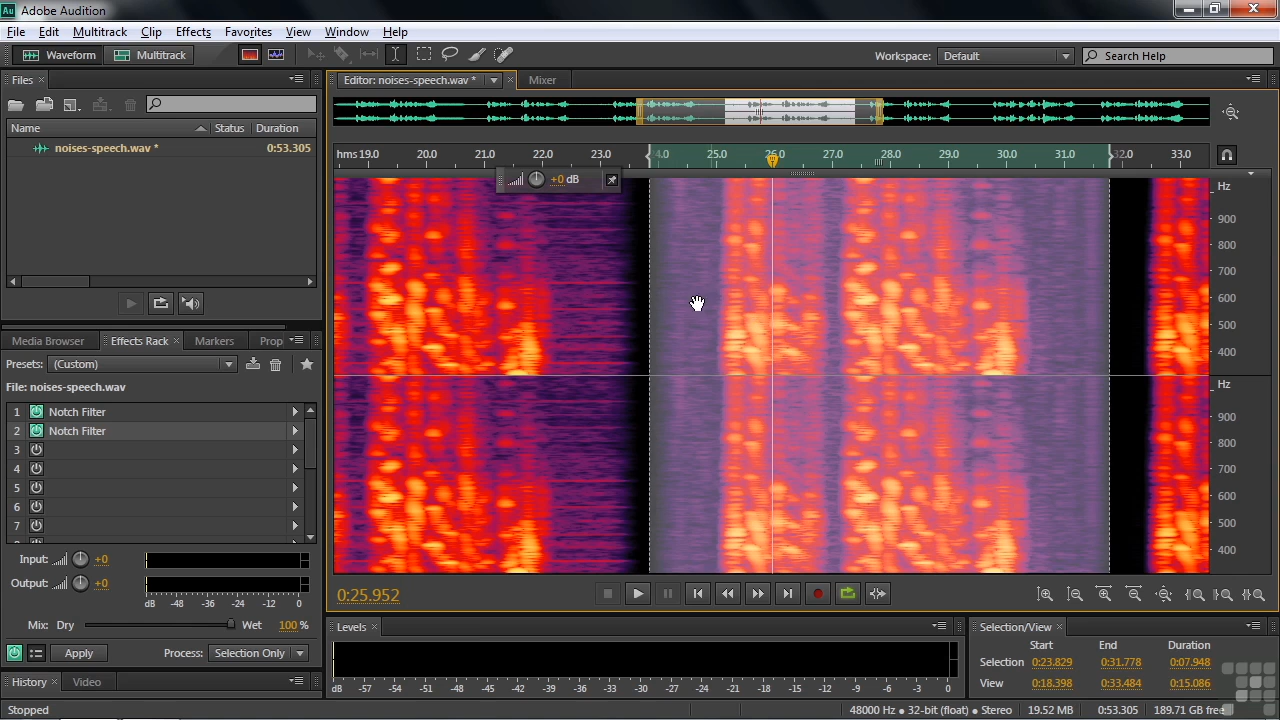 Au Adobe Audition
File Edit Multitrack Clip Effects Favorites View Window Help
Waveform Multitrack Workspace: Default Search Help
Files Editor: noises-speech.wav * Mixer
Name Status Duration
noises-speech.wav * 0:53.305
hms 19.0 20.0 21.0 22.0 23.0 24.0 25.0 26.0 27.0 28.0 29.0 30.0 31.0 32.0 33.0
+0 dB
Hz
900
800
700
600
500
400
Hz
900
800
700
600
500
400
Media Browser Effects Rack Markers Prop
Presets: (Custom)
File: noises-speech.wav
1 Notch Filter
2 Notch Filter
3
4
5
6
7
Input: +0
Output: +0
dB -48 -36 -24 -12 0
Mix: Dry Wet 100 %
Apply Process: Selection Only
History Video
0:25.952
Levels
dB -57 -54 -51 -48 -45 -42 -39 -36 -33 -30 -27 -24 -21 -18 -15 -12 -9 -6 -3 0
Selection/View
Start End Duration
Selection 0:23.829 0:31.778 0:07.948
View 0:18.398 0:33.484 0:15.086
Stopped 48000 Hz ● 32-bit (float) ● Stereo 19.52 MB 0:53.305 189.71 GB free